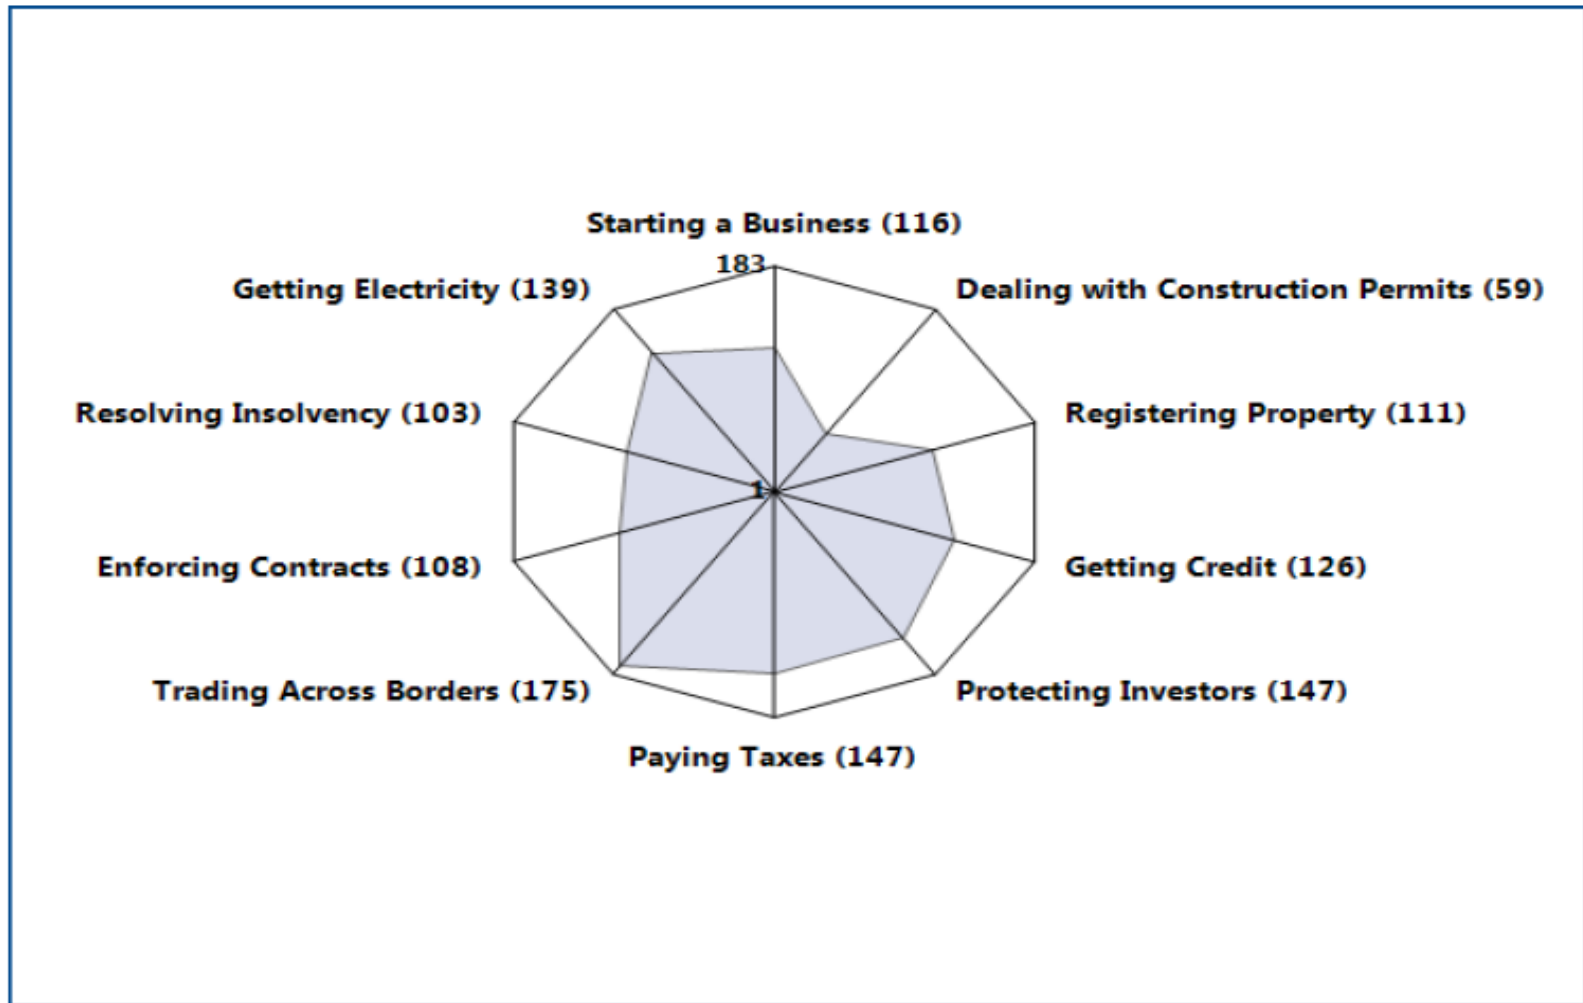 Starting a Business (116)
183
Getting Electricity (139)
Dealing with Construction Permits (59)
Resolving Insolvency (103)
Registering Property (111)
1
Enforcing Contracts (108)
Getting Credit (126)
Trading Across Borders (175)
Protecting Investors (147)
Paying Taxes (147)